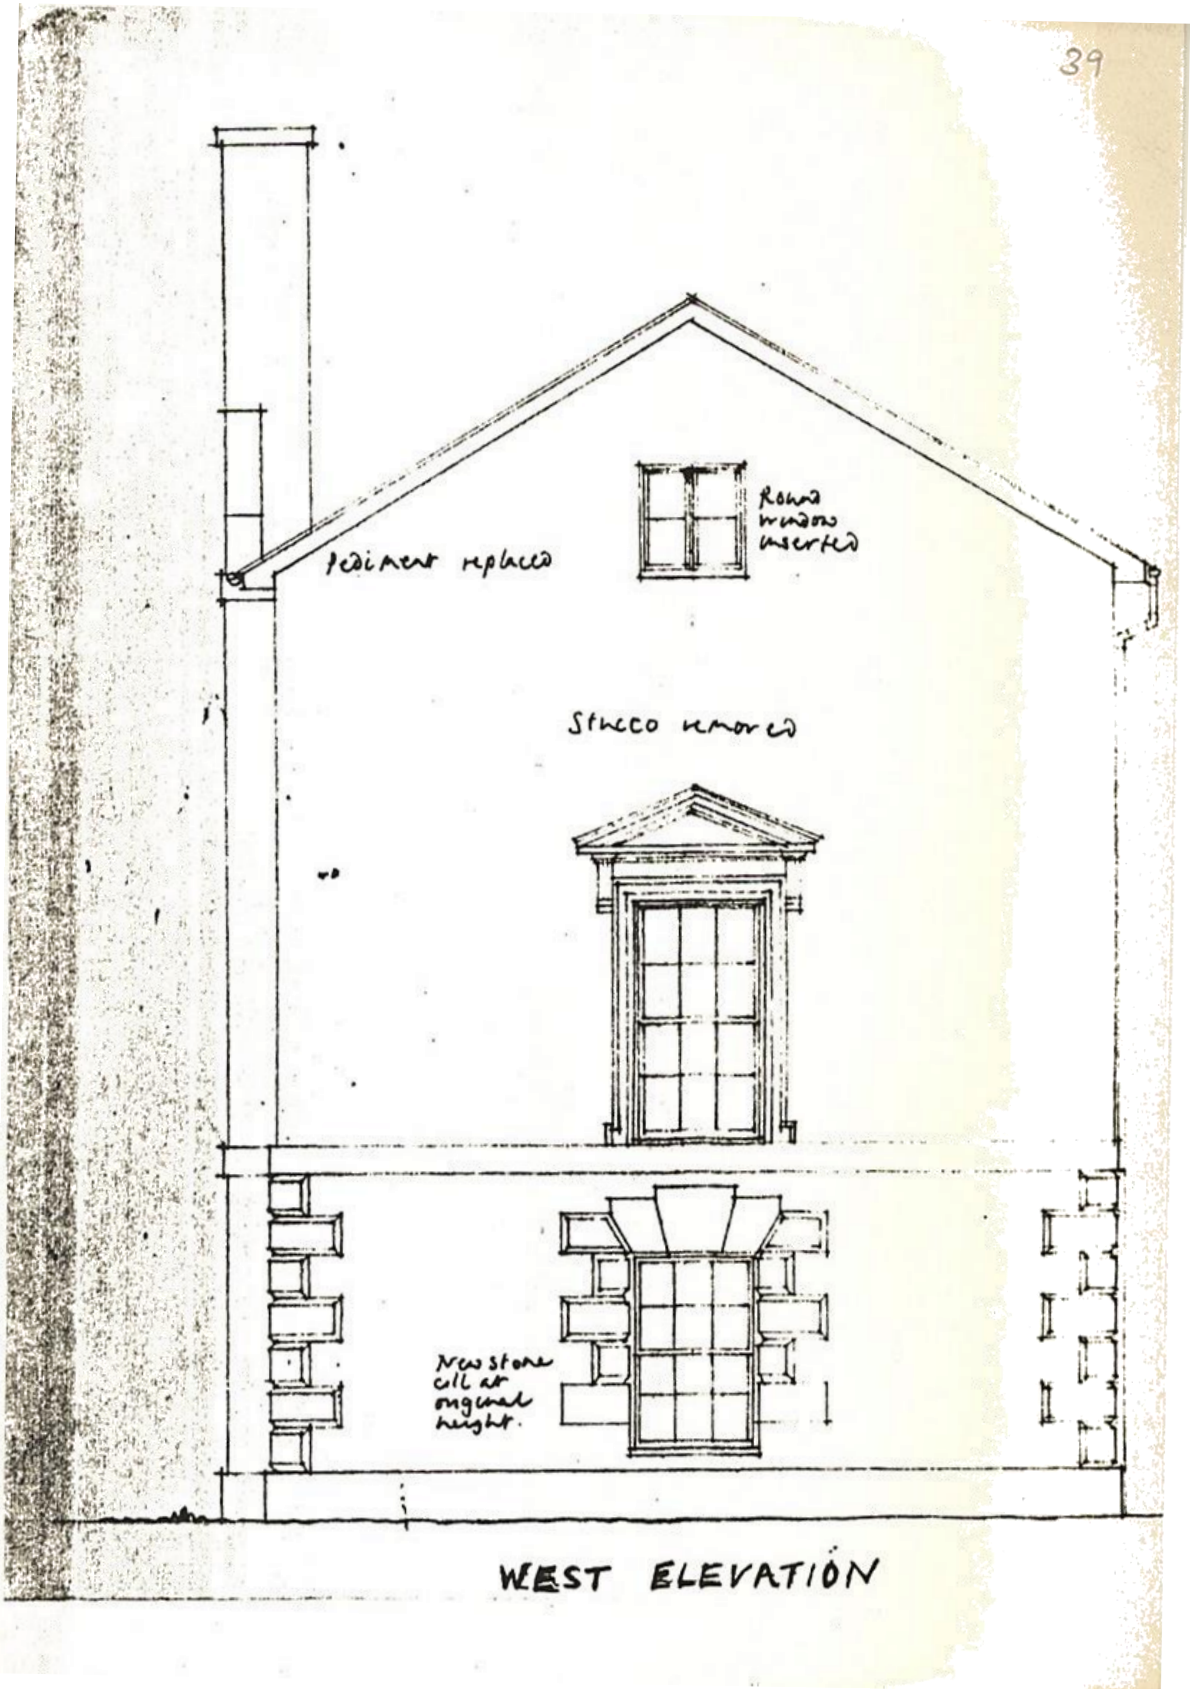 39
Round
window
inserted
Pediment replaced
Stucco removed
New stone
cill at
original
height.
WEST ELEVATION